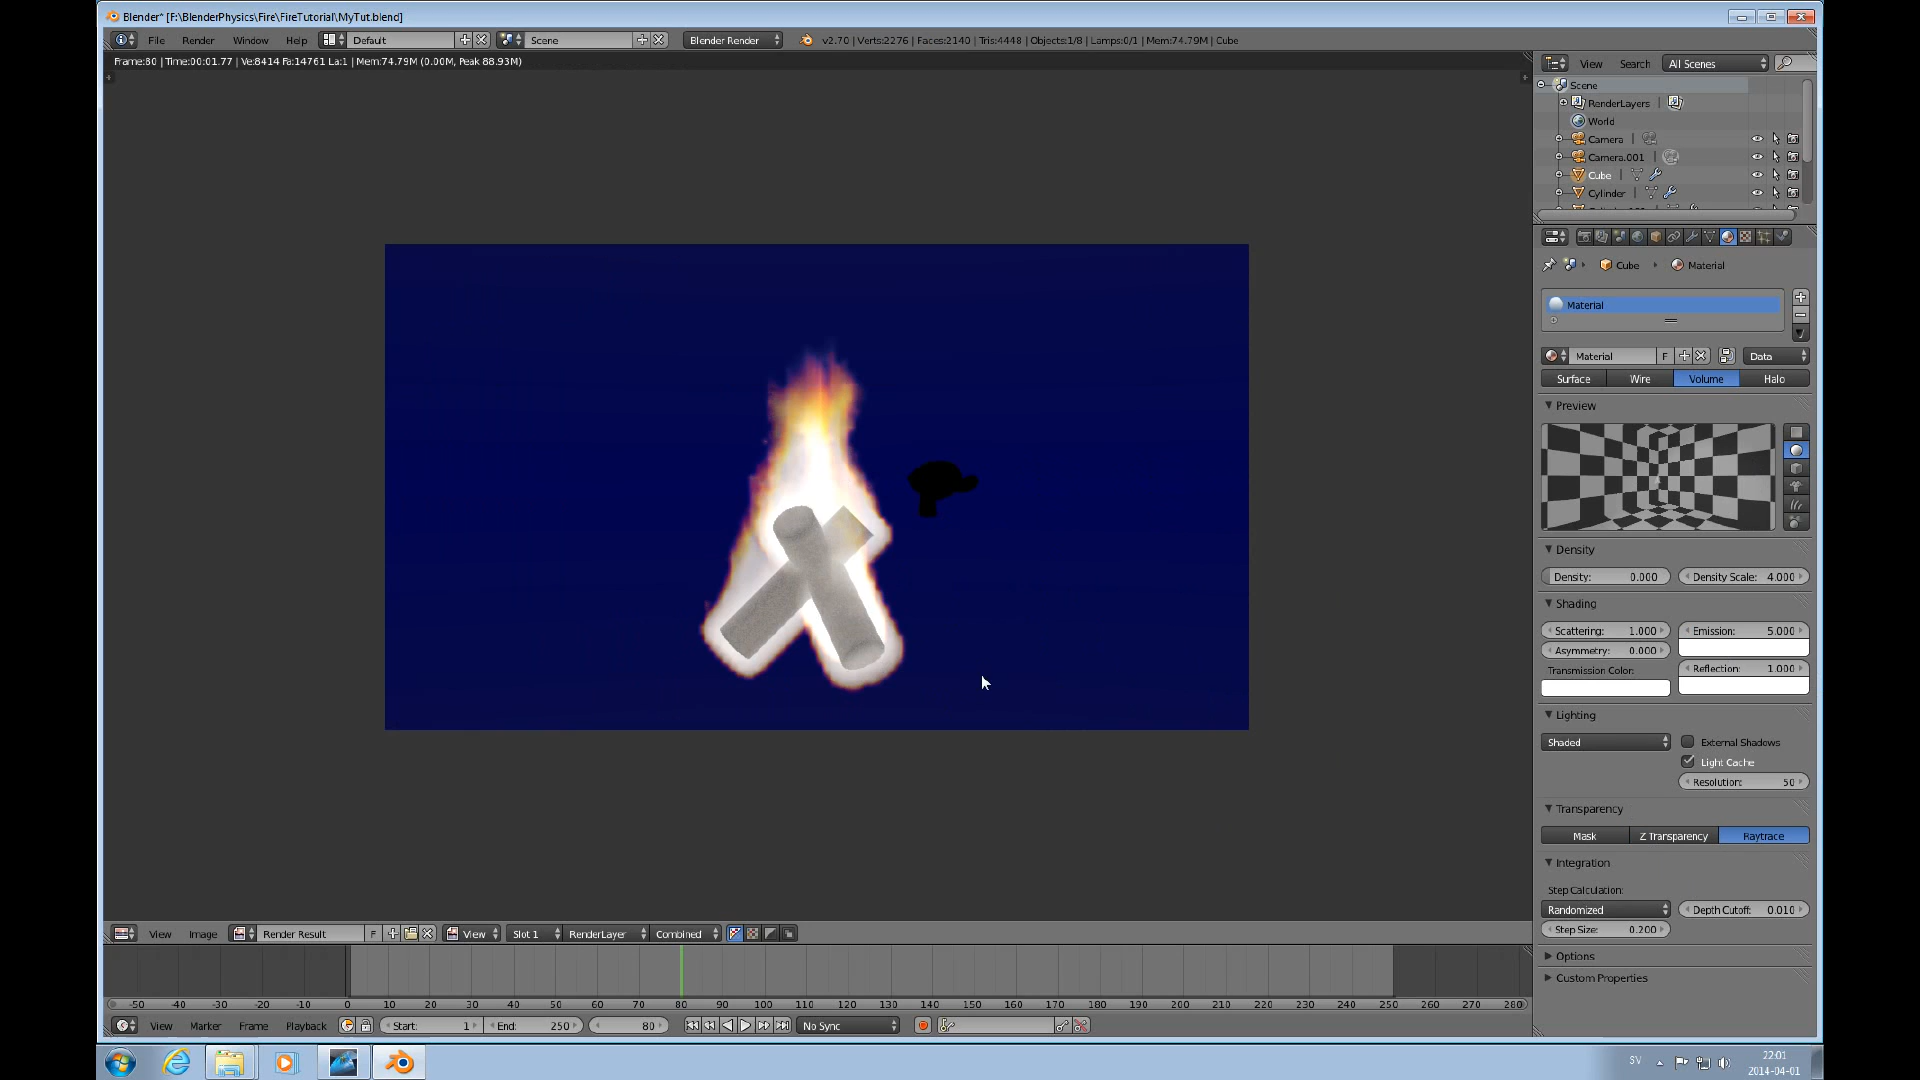 Blender* [F:\BlenderPhysics\Fire\FireTutorial\MyTut.blend]
File Render Window Help Default Scene Blender Render v2.70 | Verts:2276 | Faces:2140 | Tris:4448 | Objects:1/8 | Lamps:0/1 | Mem:74.79M | Cube
Frame:80 | Time:00:01.77 | Ve:8414 Fa:14761 La:1 | Mem:74.79M (0.00M, Peak 88.93M)
View Search All Scenes
Scene
RenderLayers
World
Camera
Camera.001
Cube
Cylinder
Cube Material
Material
Material F Data
Surface Wire Volume Halo
Preview
Density
Density: 0.000 Density Scale: 4.000
Shading
Scattering: 1.000 Emission: 5.000
Asymmetry: 0.000
Transmission Color: Reflection: 1.000
Lighting
Shaded External Shadows
Light Cache
Resolution: 50
Transparency
Mask Z Transparency Raytrace
Integration
Step Calculation:
Randomized Depth Cutoff: 0.010
Step Size: 0.200
Options
Custom Properties
View Image Render Result F View Slot 1 RenderLayer Combined
-50 -40 -30 -20 -10 0 10 20 30 40 50 60 70 80 90 100 110 120 130 140 150 160 170 180 190 200 210 220 230 240 250 260 270 280
View Marker Frame Playback Start: 1 End: 250 80 No Sync
SV 22:01
2014-04-01